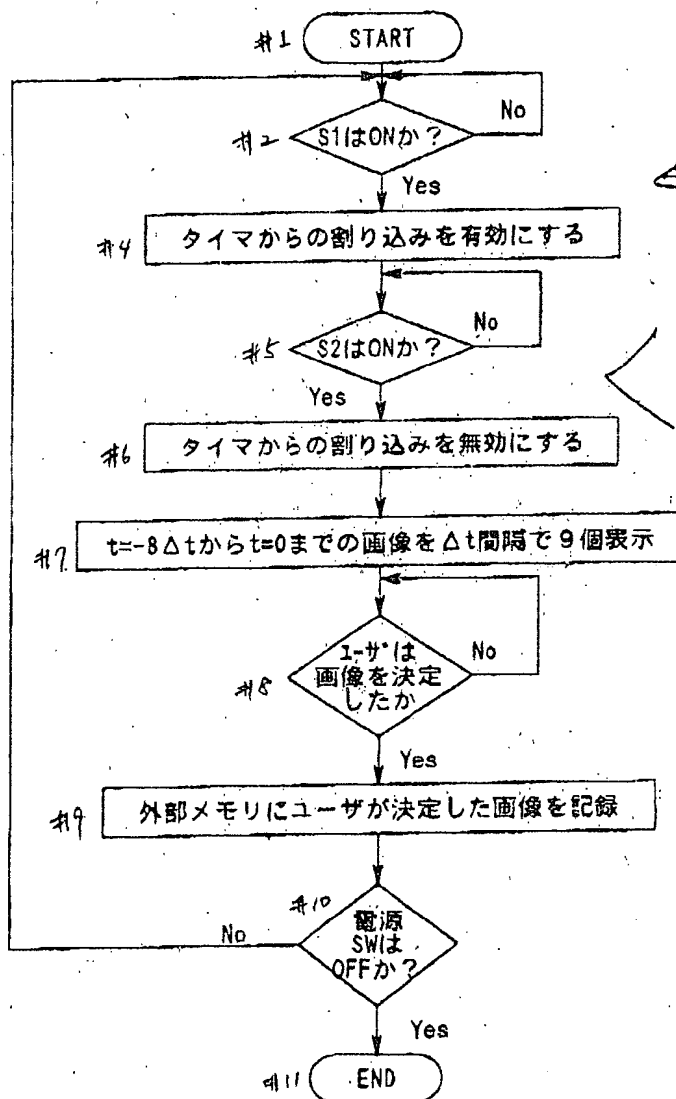 #1 START
No
#2 S1はONか？
Yes
#4 タイマからの割り込みを有効にする
No
#5 S2はONか？
Yes
#6 タイマからの割り込みを無効にする
#7 t=-8Δtからt=0までの画像をΔt間隔で9個表示
ユーザは
No
画像を決定
#8
したか
Yes
#9 外部メモリにユーザが決定した画像を記録
#10
電源
No
SWは
OFFか？
Yes
#11 END